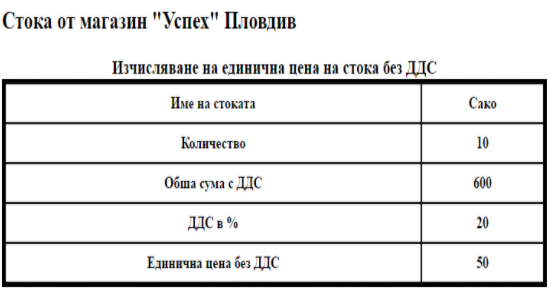 Стока от магазин "Успех" Пловдив
Изчисляване на единична цена на стока без ДДС
Име на стоката Сако
Количество 10
Обша сума с ДДС 600
ДДС в % 20
Единична цена без ДДС 50